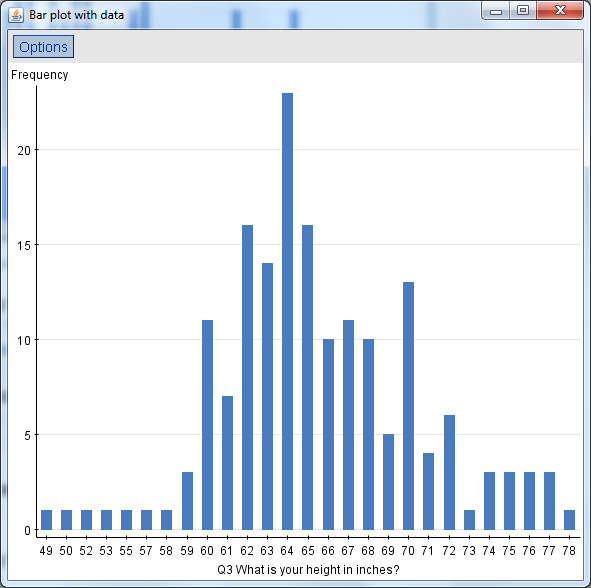 Bar plot with data
Options
Frequency
20
15
10
5
0
49 50 52 53 55 57 58 59 60 61 62 63 64 65 66 67 68 69 70 71 72 73 74 75 76 77 78
Q3 What is your height in inches?